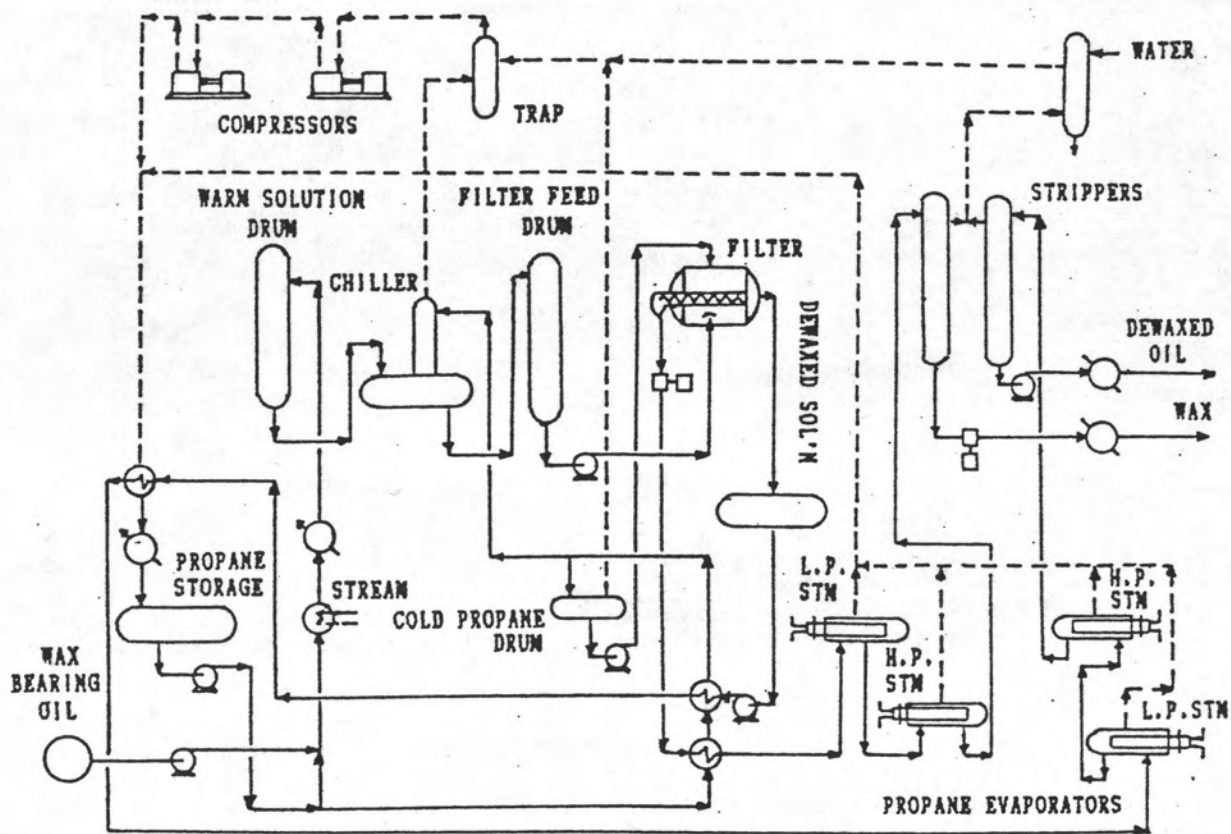 WATER
COMPRESSORS
TRAP
STRIPPERS
WARM SOLUTION
DRUM
FILTER FEED
DRUM
FILTER
CHILLER
DEWAXED SOL'N
DEWAXED
OIL
WAX
PROPANE
STORAGE
STREAM
COLD PROPANE
DRUM
L.P.
STM
H.P.
STM
H.P.
STM
L.P.STM
WAX
BEARING
OIL
PROPANE EVAPORATORS